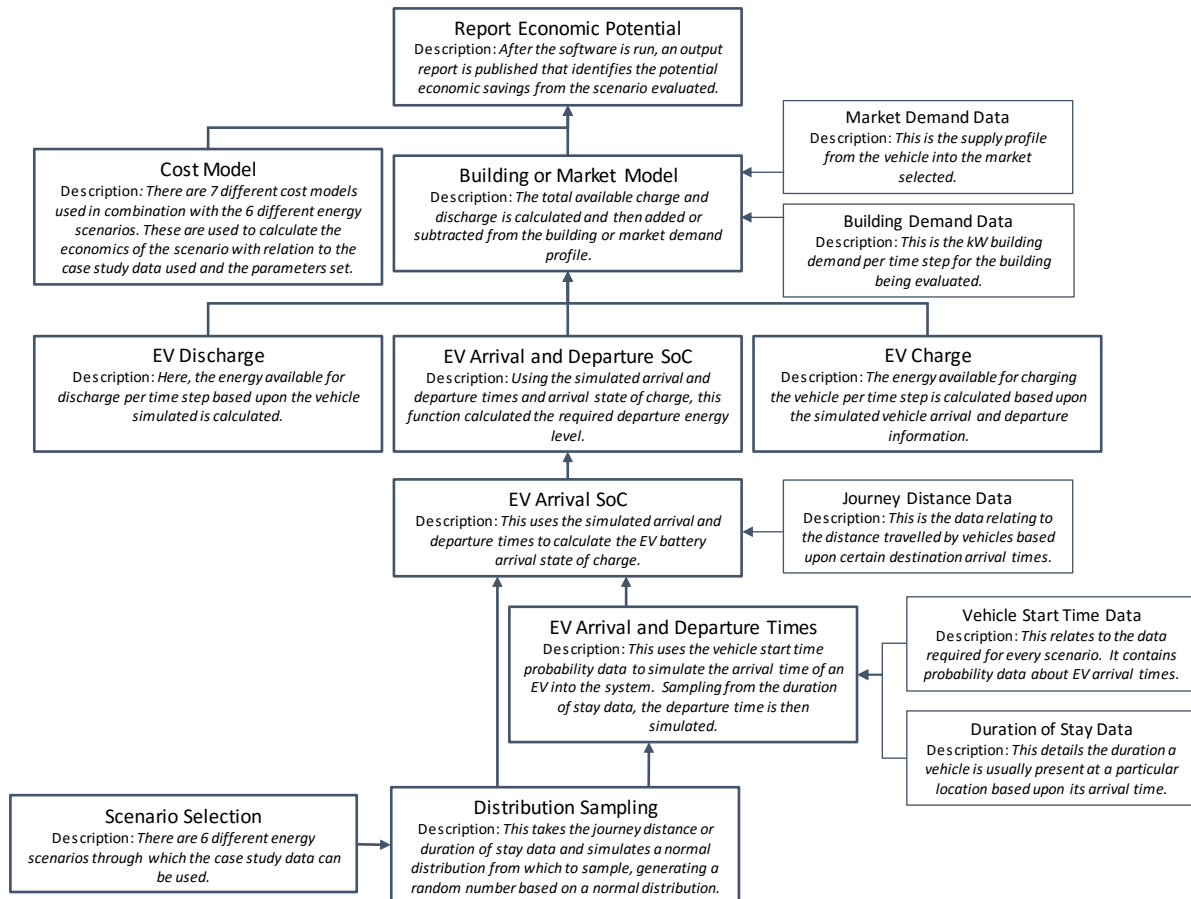 Report Economic Potential
Description: After the software is run, an output
report is published that identifies the potential
economic savings from the scenario evaluated.
Market Demand Data
Description: This is the supply profile
from the vehicle into the market
selected.
Cost Model
Description: There are 7 different cost models
used in combination with the 6 different energy
scenarios. These are used to calculate the
economics of the scenario with relation to the
case study data used and the parameters set.
Building or Market Model
Description: The total available charge and
discharge is calculated and then added or
subtracted from the building or market demand
profile.
Building Demand Data
Description: This is the kW building
demand per time step for the building
being evaluated.
EV Discharge
Description: Here, the energy available for
discharge per time step based upon the vehicle
simulated is calculated.
EV Arrival and Departure SoC
Description: Using the simulated arrival and
departure times and arrival state of charge, this
function calculated the required departure energy
level.
EV Charge
Description: The energy available for charging
the vehicle per time step is calculated based upon
the simulated vehicle arrival and departure
information.
EV Arrival SoC
Description: This uses the simulated arrival and
departure times to calculate the EV battery
arrival state of charge.
Journey Distance Data
Description: This is the data relating to
the distance travelled by vehicles based
upon certain destination arrival times.
EV Arrival and Departure Times
Description: This uses the vehicle start time
probability data to simulate the arrival time of an
EV into the system. Sampling from the duration
of stay data, the departure time is then
simulated.
Vehicle Start Time Data
Description: This relates to the data
required for every scenario. It contains
probability data about EV arrival times.
Duration of Stay Data
Description: This details the duration a
vehicle is usually present at a particular
location based upon its arrival time.
Scenario Selection
Description: There are 6 different energy
scenarios through which the case study data can
be used.
Distribution Sampling
Description: This takes the journey distance or
duration of stay data and simulates a normal
distribution from which to sample, generating a
random number based on a normal distribution.